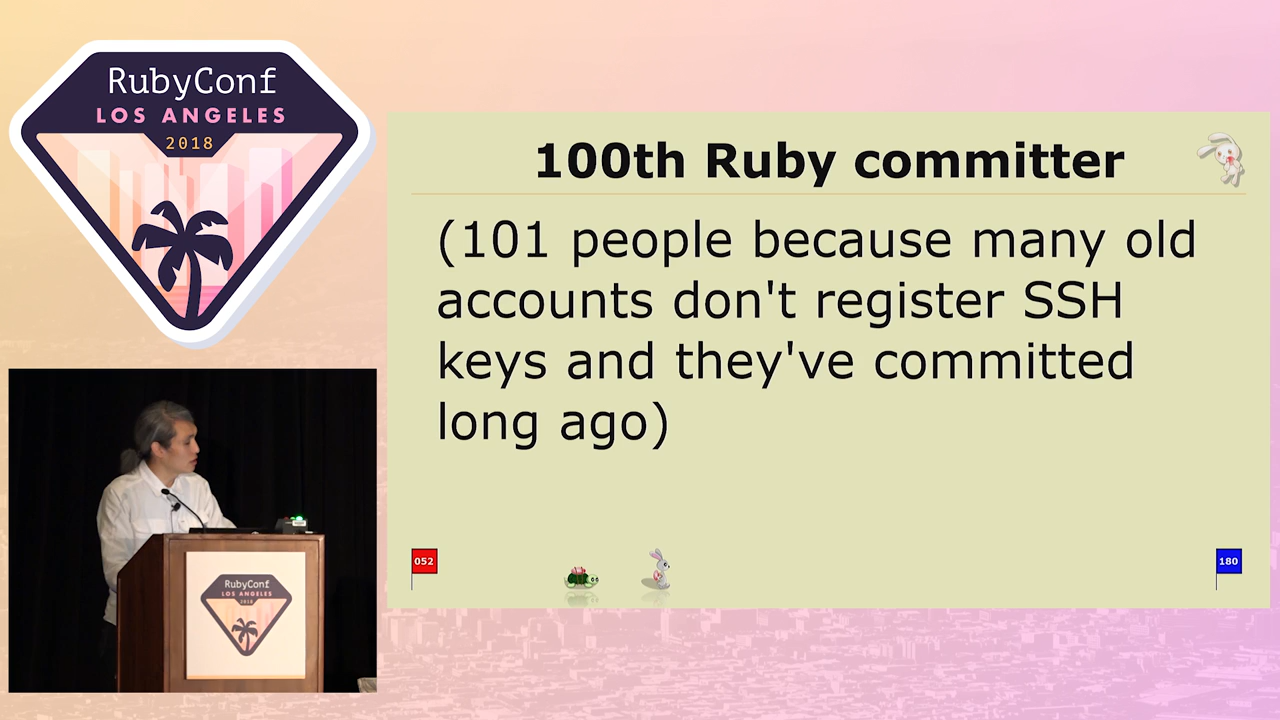 RubyConf
LOS ANGELES
2018
100th Ruby committer
(101 people because many old
accounts don't register SSH
keys and they've committed
long ago)
052
180
RubyConf
LOS ANGELES
2018